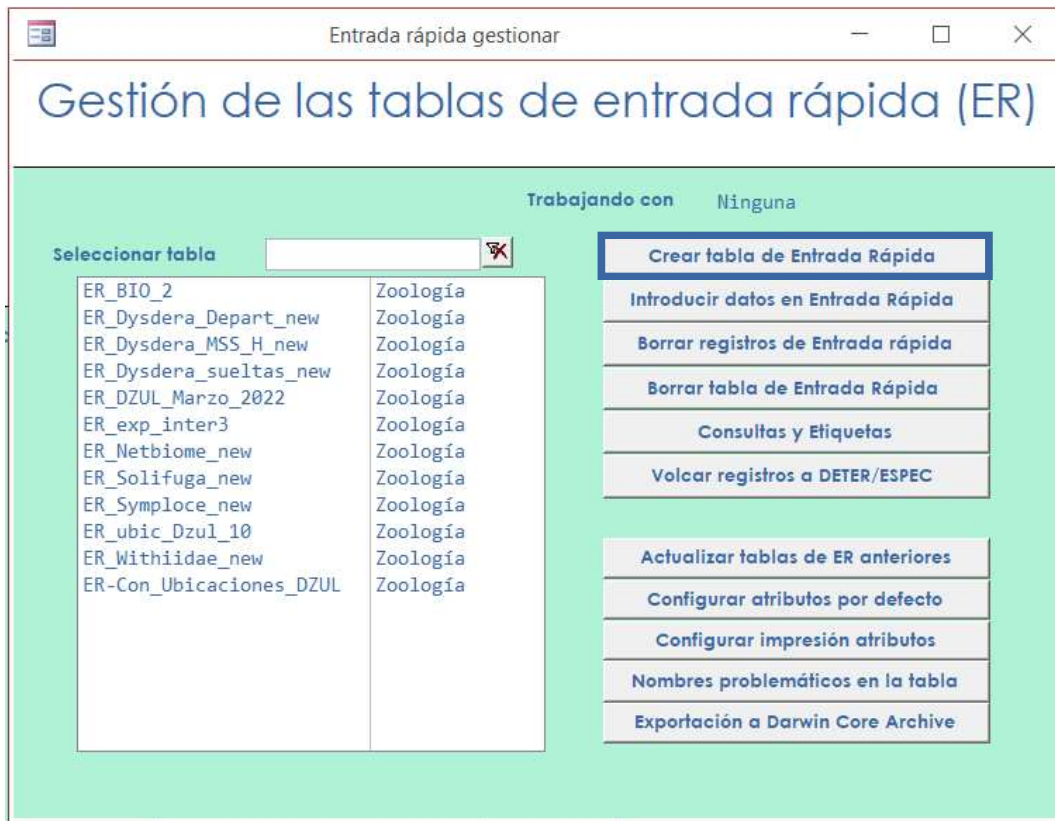 Entrada rápida gestionar
Gestión de las tablas de entrada rápida (ER)
Trabajando con Ninguna
Seleccionar tabla
ER_BIO_2 Zoología
ER_Dysdera_Depart_new Zoología
ER_Dysdera_MSS_H_new Zoología
ER_Dysdera_sueltas_new Zoología
ER_DZUL_Marzo_2022 Zoología
ER_exp_inter3 Zoología
ER_Netbiome_new Zoología
ER_Solifuga_new Zoología
ER_Symploce_new Zoología
ER_ubic_Dzul_10 Zoología
ER_Withiidae_new Zoología
ER-Con_Ubicaciones_DZUL Zoología
Crear tabla de Entrada Rápida
Introducir datos en Entrada Rápida
Borrar registros de Entrada rápida
Borrar tabla de Entrada Rápida
Consultas y Etiquetas
Volcar registros a DETER/ESPEC
Actualizar tablas de ER anteriores
Configurar atributos por defecto
Configurar impresión atributos
Nombres problemáticos en la tabla
Exportación a Darwin Core Archive